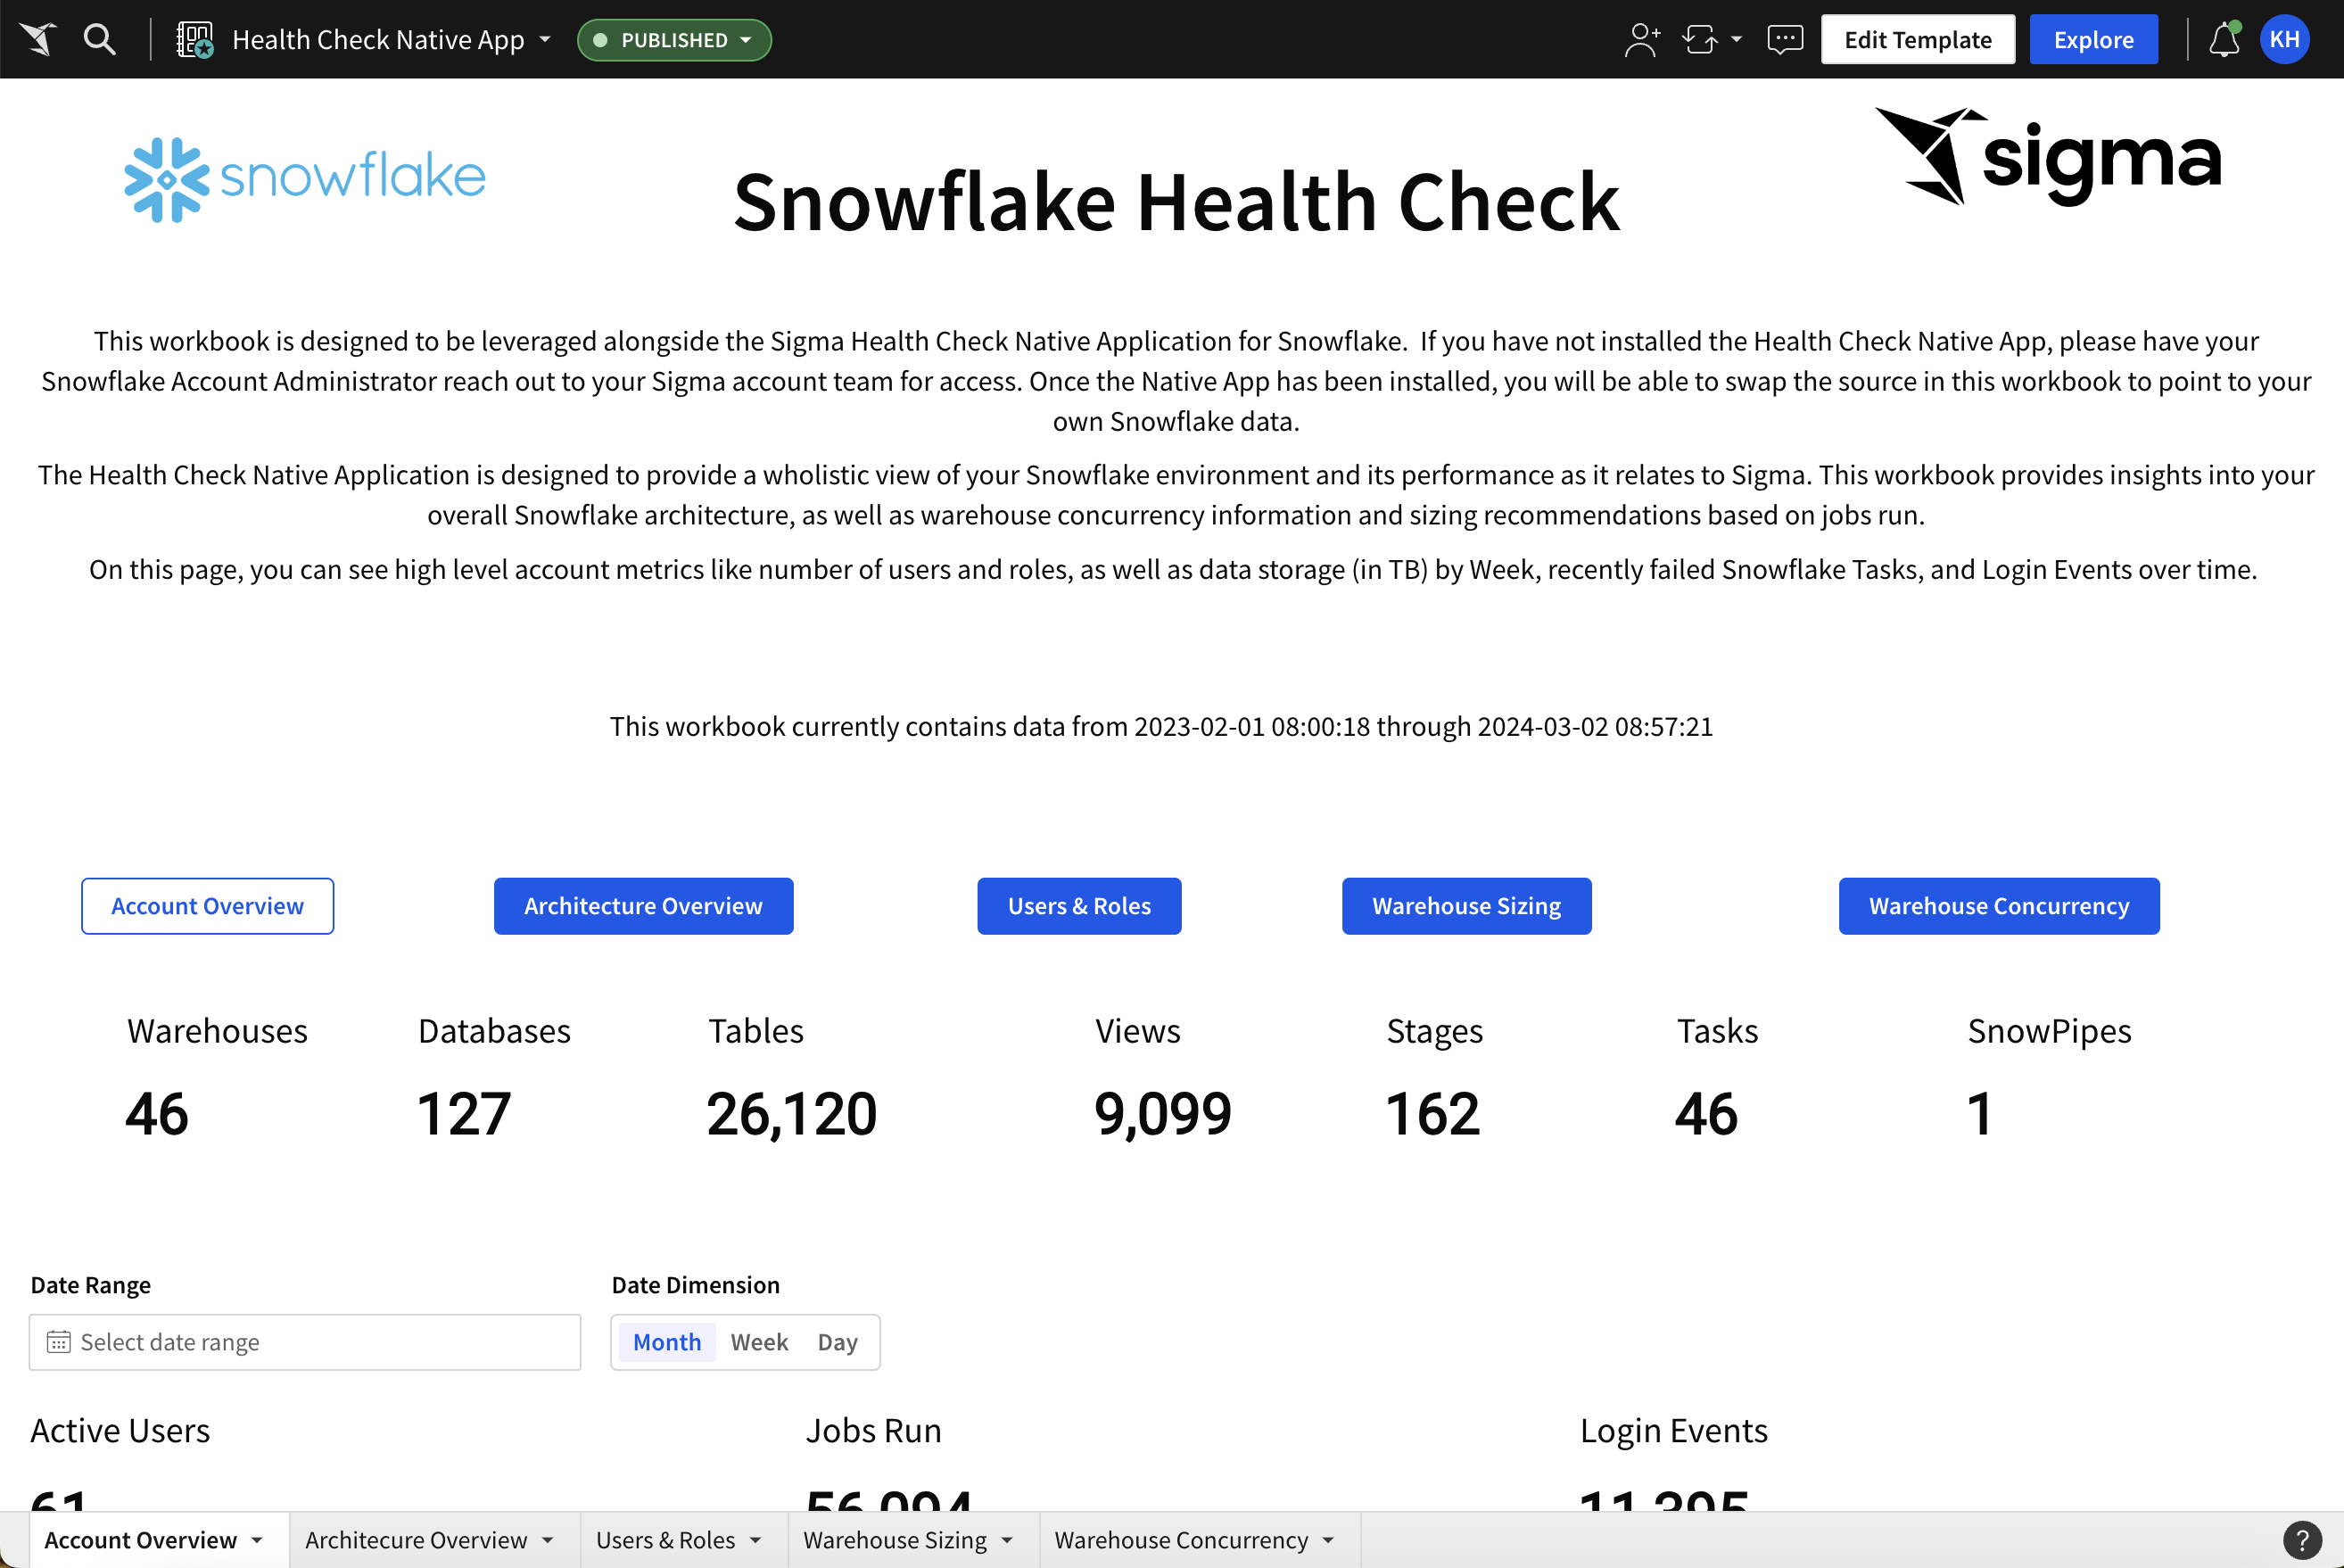 Health Check Native App
PUBLISHED
Edit Template
Explore
KH
snowflake
Snowflake Health Check
sigma
This workbook is designed to be leveraged alongside the Sigma Health Check Native Application for Snowflake.  If you have not installed the Health Check Native App, please have your
Snowflake Account Administrator reach out to your Sigma account team for access. Once the Native App has been installed, you will be able to swap the source in this workbook to point to your
own Snowflake data.
The Health Check Native Application is designed to provide a wholistic view of your Snowflake environment and its performance as it relates to Sigma. This workbook provides insights into your
overall Snowflake architecture, as well as warehouse concurrency information and sizing recommendations based on jobs run.
On this page, you can see high level account metrics like number of users and roles, as well as data storage (in TB) by Week, recently failed Snowflake Tasks, and Login Events over time.
This workbook currently contains data from 2023-02-01 08:00:18 through 2024-03-02 08:57:21
Account Overview
Architecture Overview
Users & Roles
Warehouse Sizing
Warehouse Concurrency
Warehouses
Databases
Tables
Views
Stages
Tasks
SnowPipes
46
127
26,120
9,099
162
46
1
Date Range
Date Dimension
Select date range
Month
Week
Day
Active Users
Jobs Run
Login Events
61
56,094
11,395
Account Overview
Architecure Overview
Users & Roles
Warehouse Sizing
Warehouse Concurrency
?